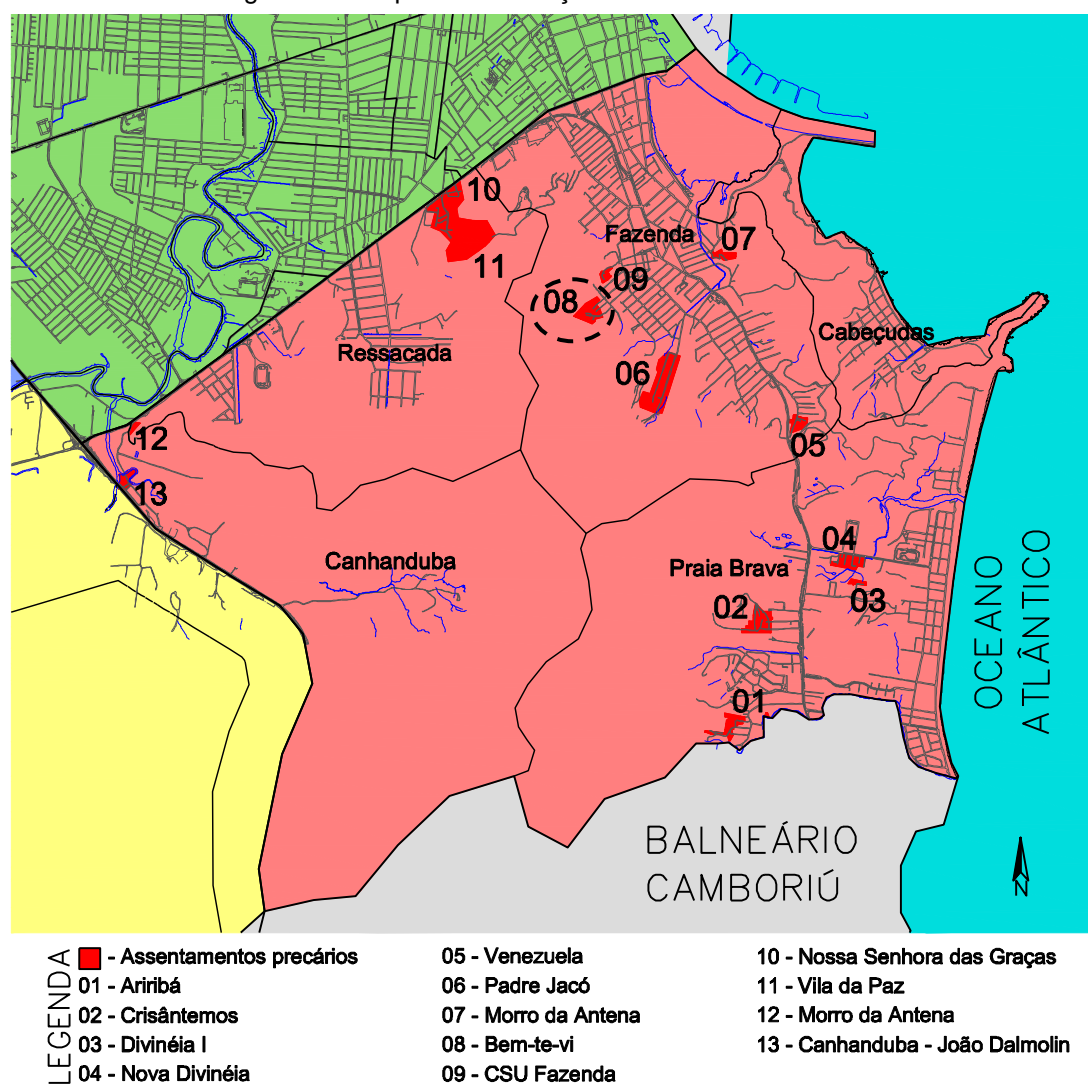 10
11
Fazenda
07
09
08
Cabeçudas
Ressacada
06
05
12
13
04
Canhanduba
Praia Brava
03
02
01
OCEANO
ATLÂNTICO
BALNEÁRIO
CAMBORIÚ
N
LEGENDA
- Assentamentos precários
01 - Ariribá
02 - Crisântemos
03 - Divinéia I
04 - Nova Divinéia
05 - Venezuela
06 - Padre Jacó
07 - Morro da Antena
08 - Bem-te-vi
09 - CSU Fazenda
10 - Nossa Senhora das Graças
11 - Vila da Paz
12 - Morro da Antena
13 - Canhanduba - João Dalmolin